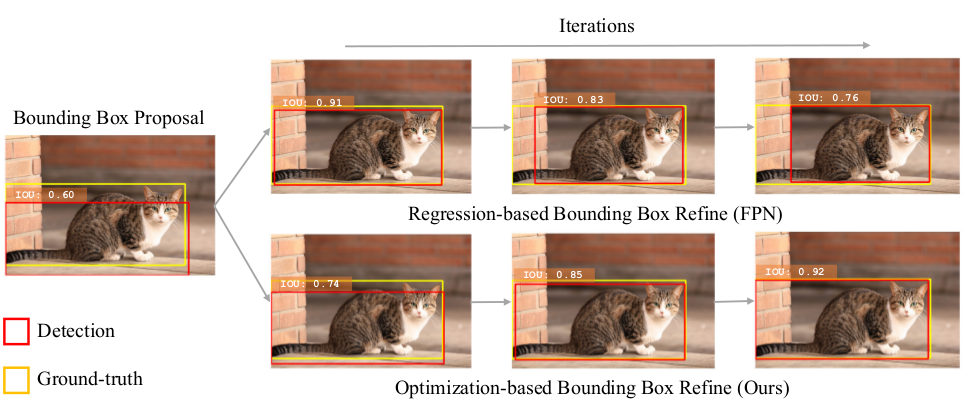 Iterations
Bounding Box Proposal
IOU: 0.60
IOU: 0.91
IOU: 0.83
IOU: 0.76
Regression-based Bounding Box Refine (FPN)
IOU: 0.74
IOU: 0.85
IOU: 0.92
Optimization-based Bounding Box Refine (Ours)
Detection
Ground-truth